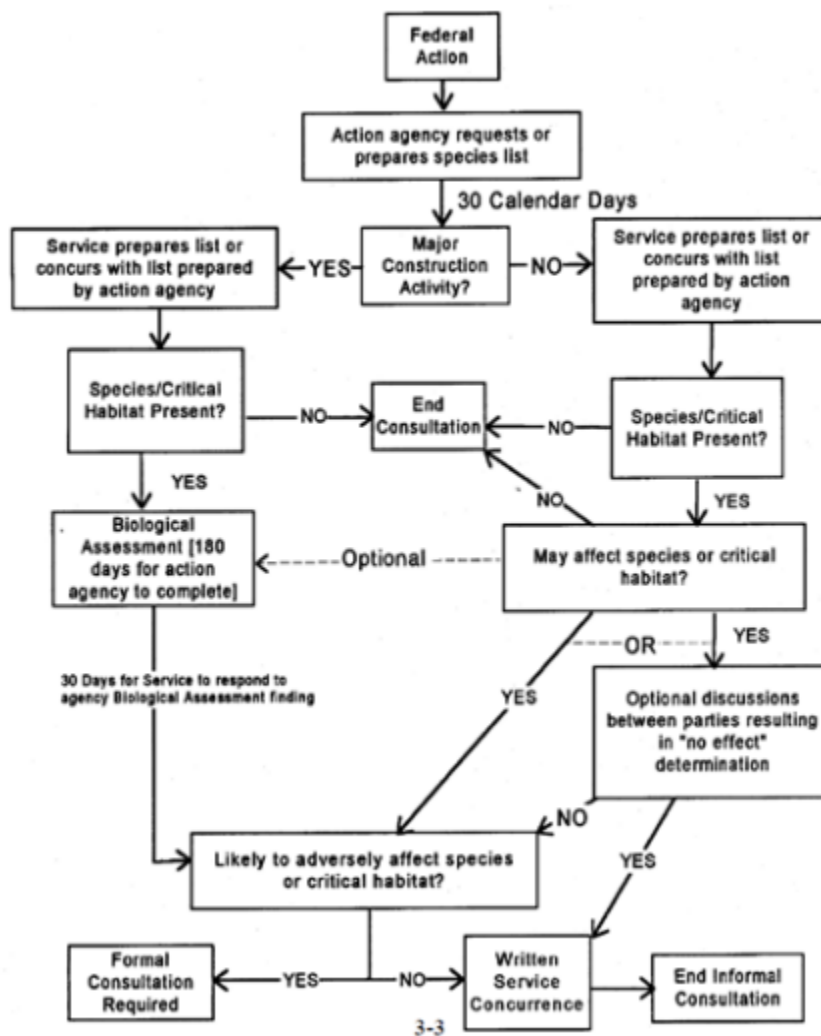 Federal
Action
Action agency requests or
prepares species list
30 Calendar Days
Service prepares list or
concurs with list prepared
by action agency
YES
Major
Construction
Activity?
NO
Service prepares list or
concurs with list
prepared by action
agency
Species/Critical
Habitat Present?
NO
End
Consultation
NO
Species/Critical
Habitat Present?
YES
NO
YES
Biological
Assessment [180
days for action
agency to complete]
Optional
May affect species or critical
habitat?
OR
YES
30 Days for Service to respond to
agency Biological Assessment finding
YES
Optional discussions
between parties resulting
in "no effect"
determination
NO
Likely to adversely affect species
or critical habitat?
YES
Formal
Consultation
Required
YES
NO
Written
Service
Concurrence
End Informal
Consultation
3-3